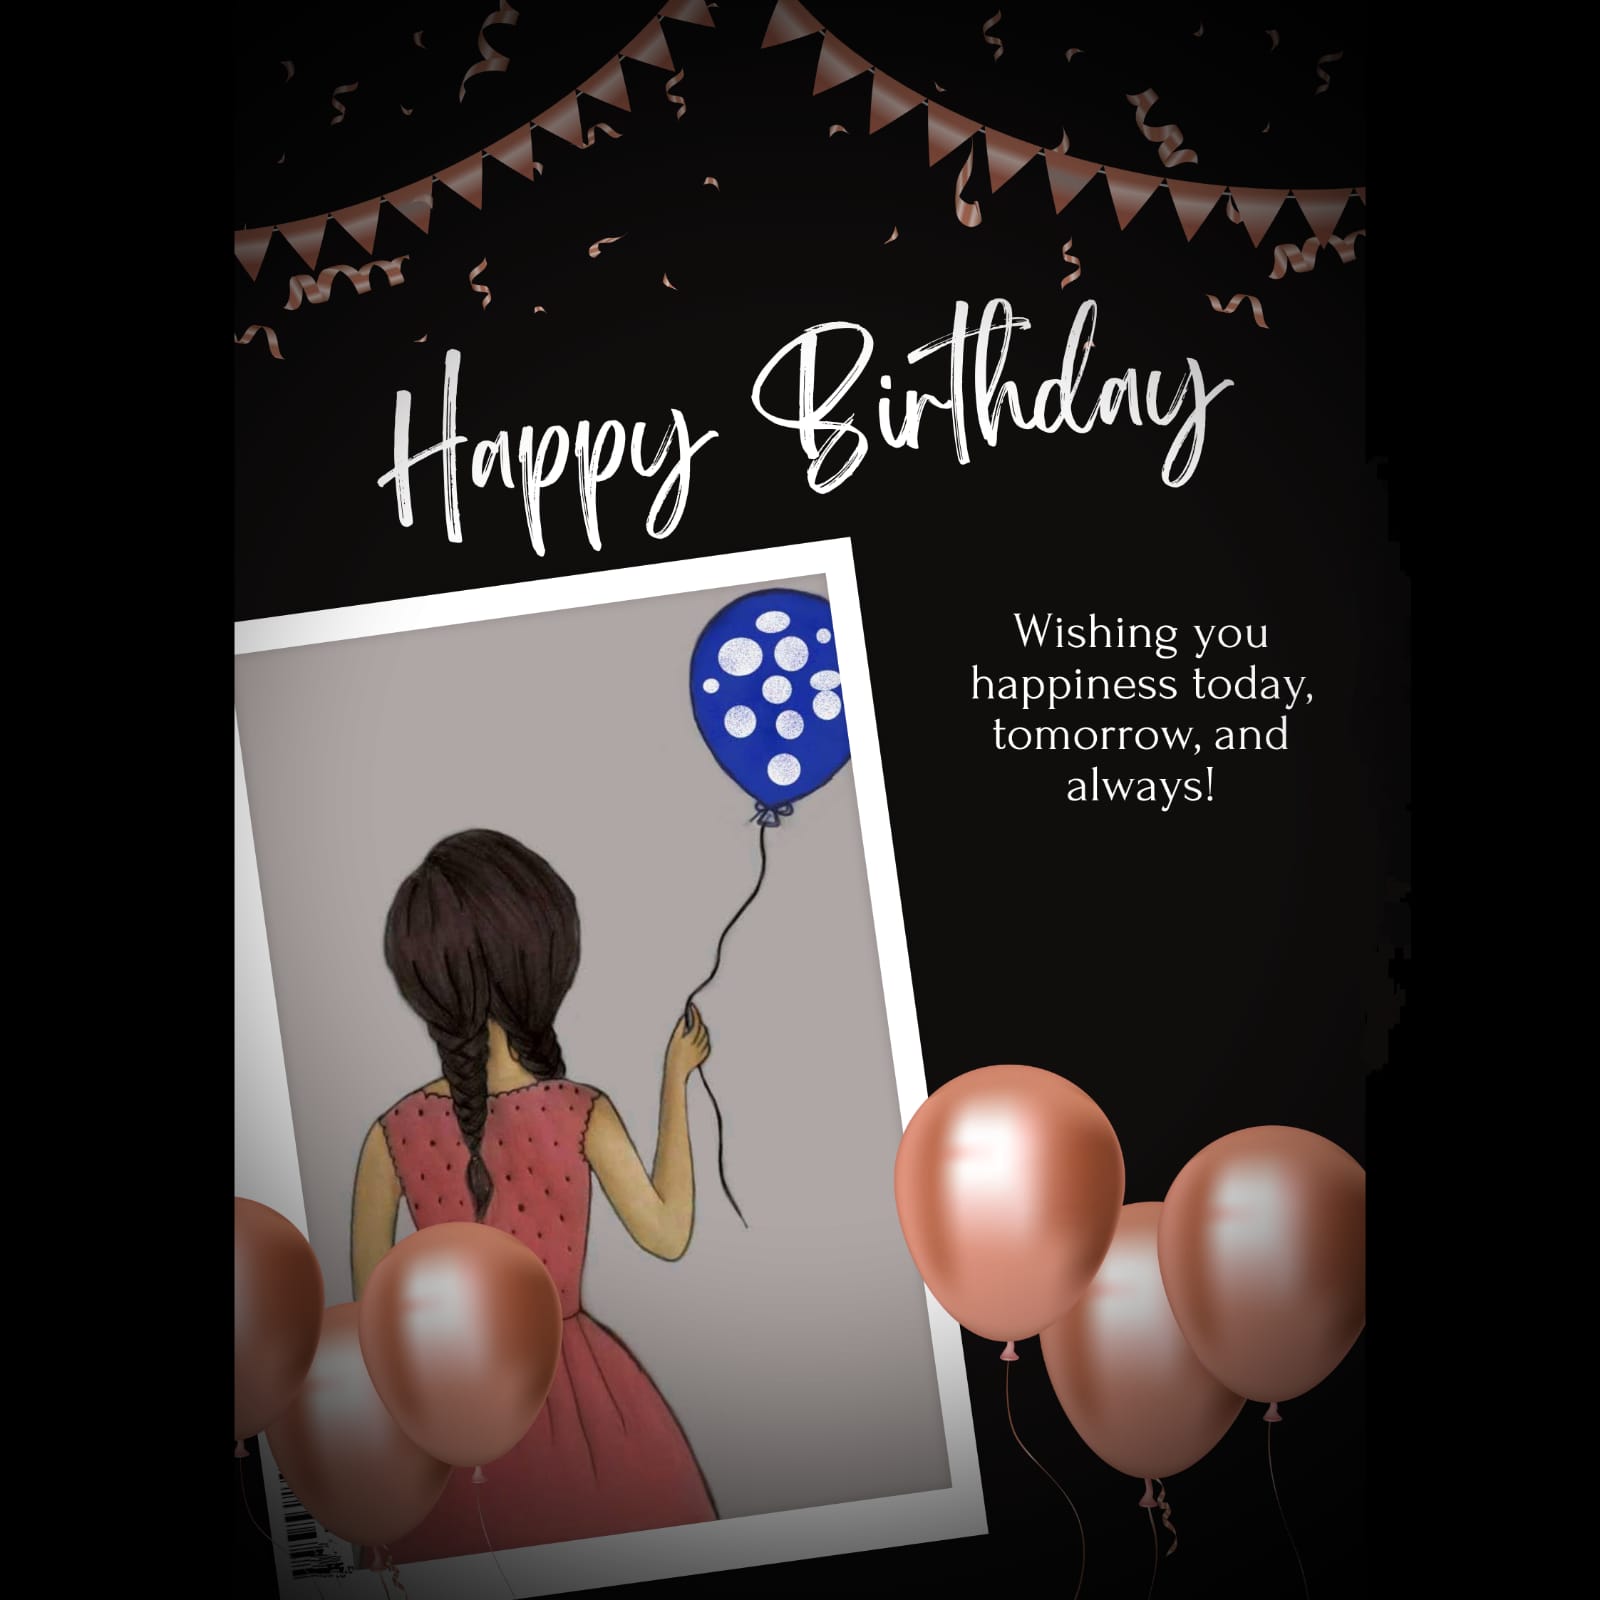 Happy Birthday
Wishing you
happiness today,
tomorrow, and
always!